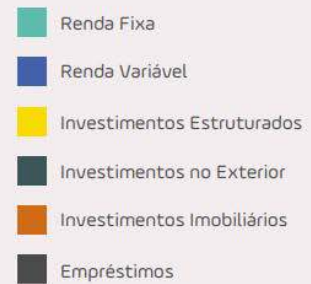 Renda Fixa
Renda Variável
Investimentos Estruturados
Investimentos no Exterior
Investimentos Imobiliários
Empréstimos